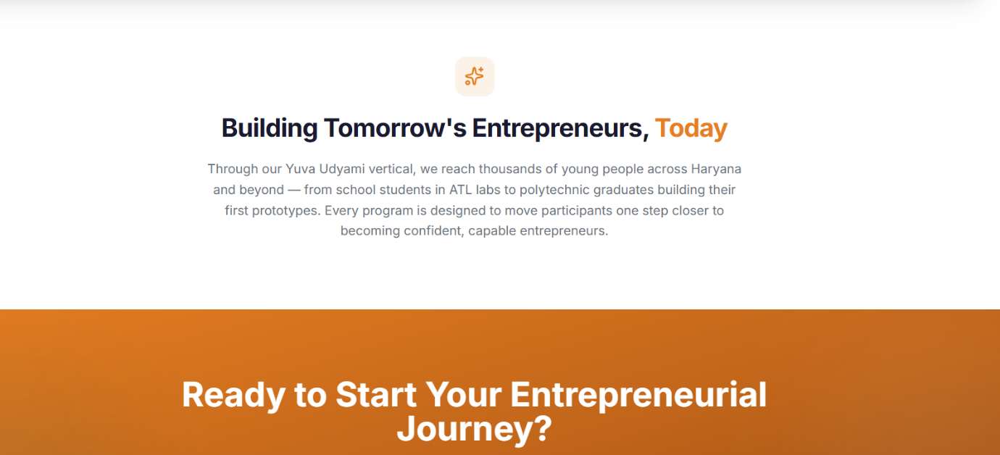 Building Tomorrow's Entrepreneurs, Today
Through our Yuva Udyami vertical, we reach thousands of young people across Haryana
and beyond — from school students in ATL labs to polytechnic graduates building their
first prototypes. Every program is designed to move participants one step closer to
becoming confident, capable entrepreneurs.
Ready to Start Your Entrepreneurial
Journey?